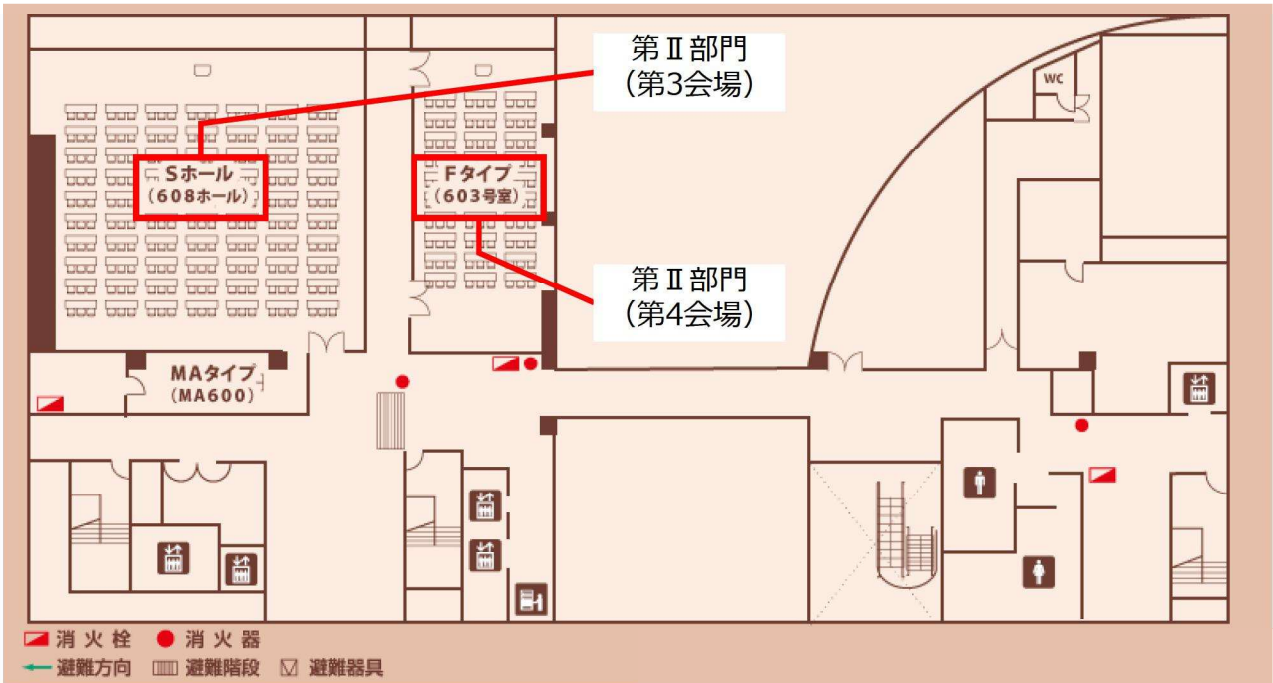 第Ⅱ部門
（第3会場）
WC
Sホール
（608ホール）
Fタイプ
（603号室）
第Ⅱ部門
（第4会場）
MAタイプ
（MA600）
消火栓 消火器
避難方向 避難階段 避難器具